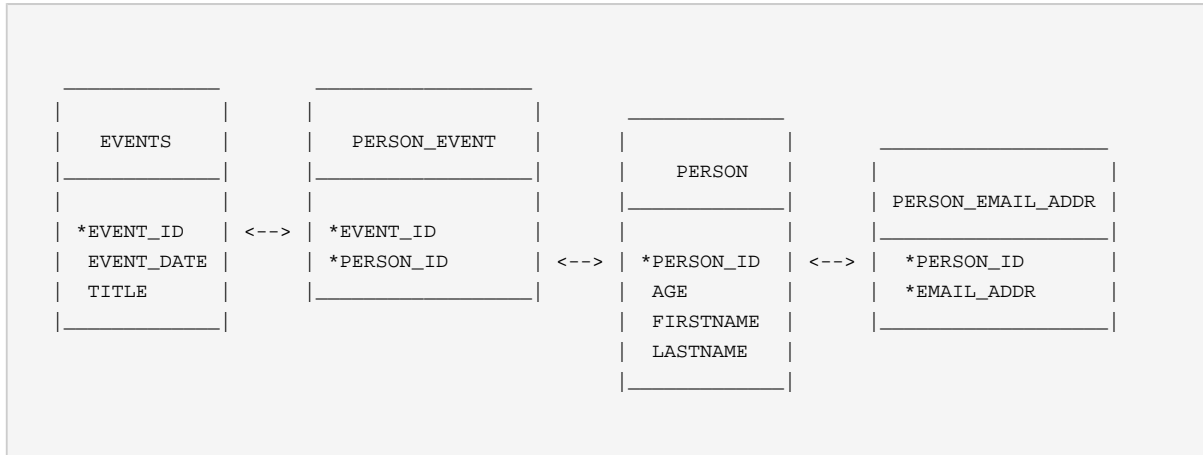 EVENTS
*EVENT_ID
EVENT_DATE
TITLE
<-->
PERSON_EVENT
*EVENT_ID
*PERSON_ID
<-->
PERSON
*PERSON_ID
AGE
FIRSTNAME
LASTNAME
<-->
PERSON_EMAIL_ADDR
*PERSON_ID
*EMAIL_ADDR